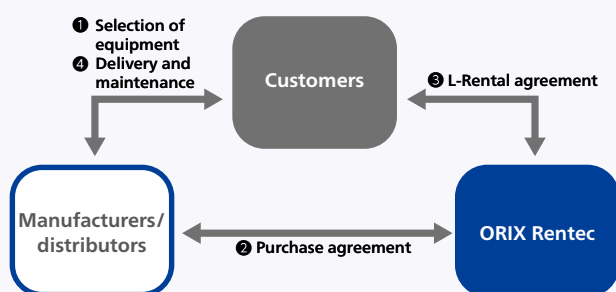 ❶ Selection of
equipment
❹ Delivery and
maintenance
Customers
❸ L-Rental agreement
Manufacturers/
distributors
❷ Purchase agreement
ORIX Rentec